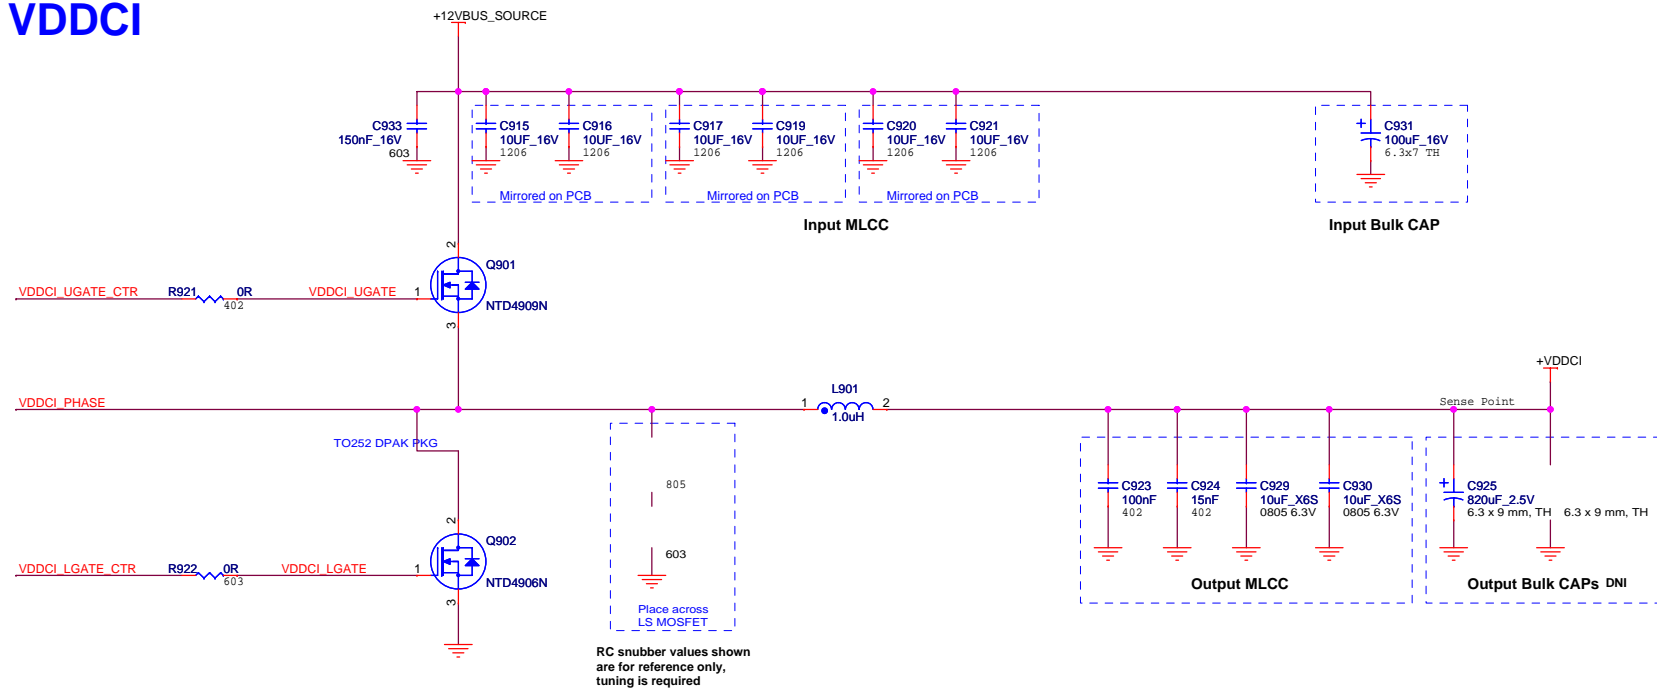 VDDCI
+12VBUS_SOURCE
C933
150nF_16V
603
C915
10UF_16V
1206
C916
10UF_16V
1206
Mirrored on PCB
C917
10UF_16V
1206
C919
10UF_16V
1206
Mirrored on PCB
C920
10UF_16V
1206
C921
10UF_16V
1206
Mirrored on PCB
Input MLCC
C931
100uF_16V
6.3x7 TH
Input Bulk CAP
2
Q901
VDDCI_UGATE_CTR
R921
0R
402
VDDCI_UGATE
1
NTD4909N
3
VDDCI_PHASE
1
L901
1.0uH
2
+VDDCI
Sense Point
TO252 DPAK PKG
805
603
Place across
LS MOSFET
RC snubber values shown
are for reference only,
tuning is required
2
Q902
VDDCI_LGATE_CTR
R922
0R
603
VDDCI_LGATE
1
NTD4906N
3
C923
100nF
402
C924
15nF
402
C929
10uF_X6S
0805 6.3V
C930
10uF_X6S
0805 6.3V
Output MLCC
C925
820uF_2.5V
6.3 x 9 mm, TH
6.3 x 9 mm, TH
Output Bulk CAPs DNI